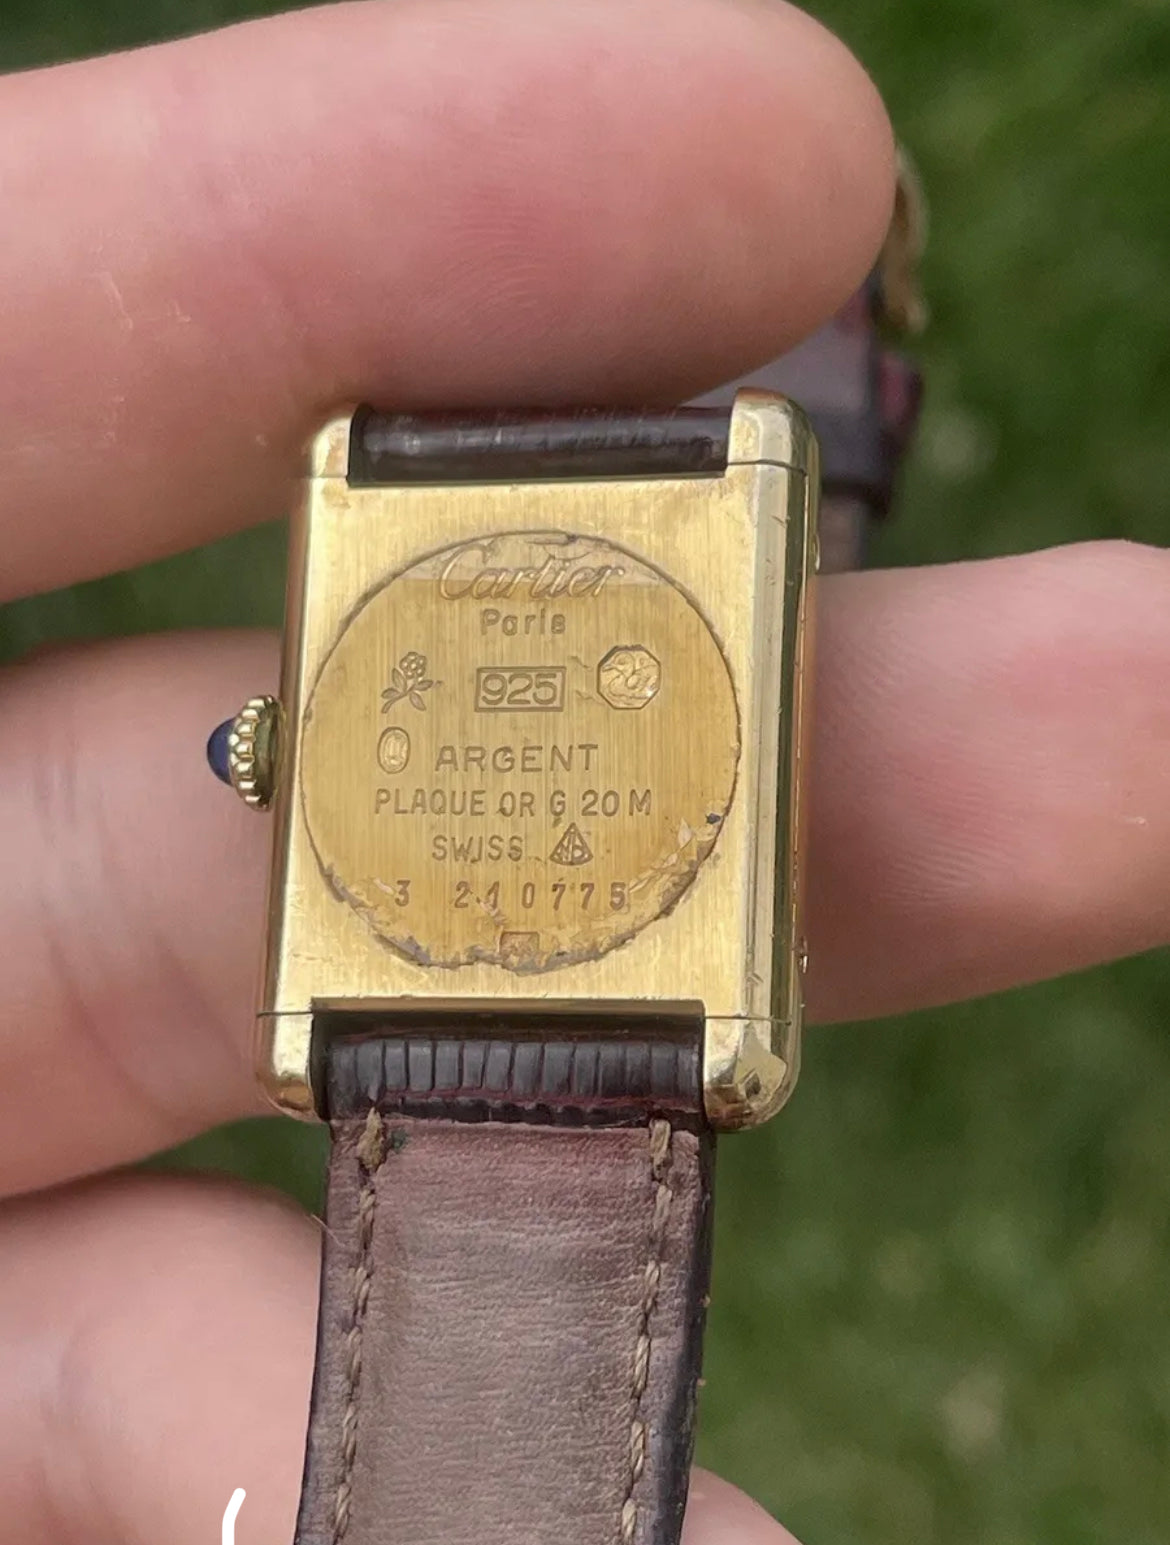 Cartier
Paris
925
ARGENT
PLAQUE OR G 20 M
SWISS
3 210775